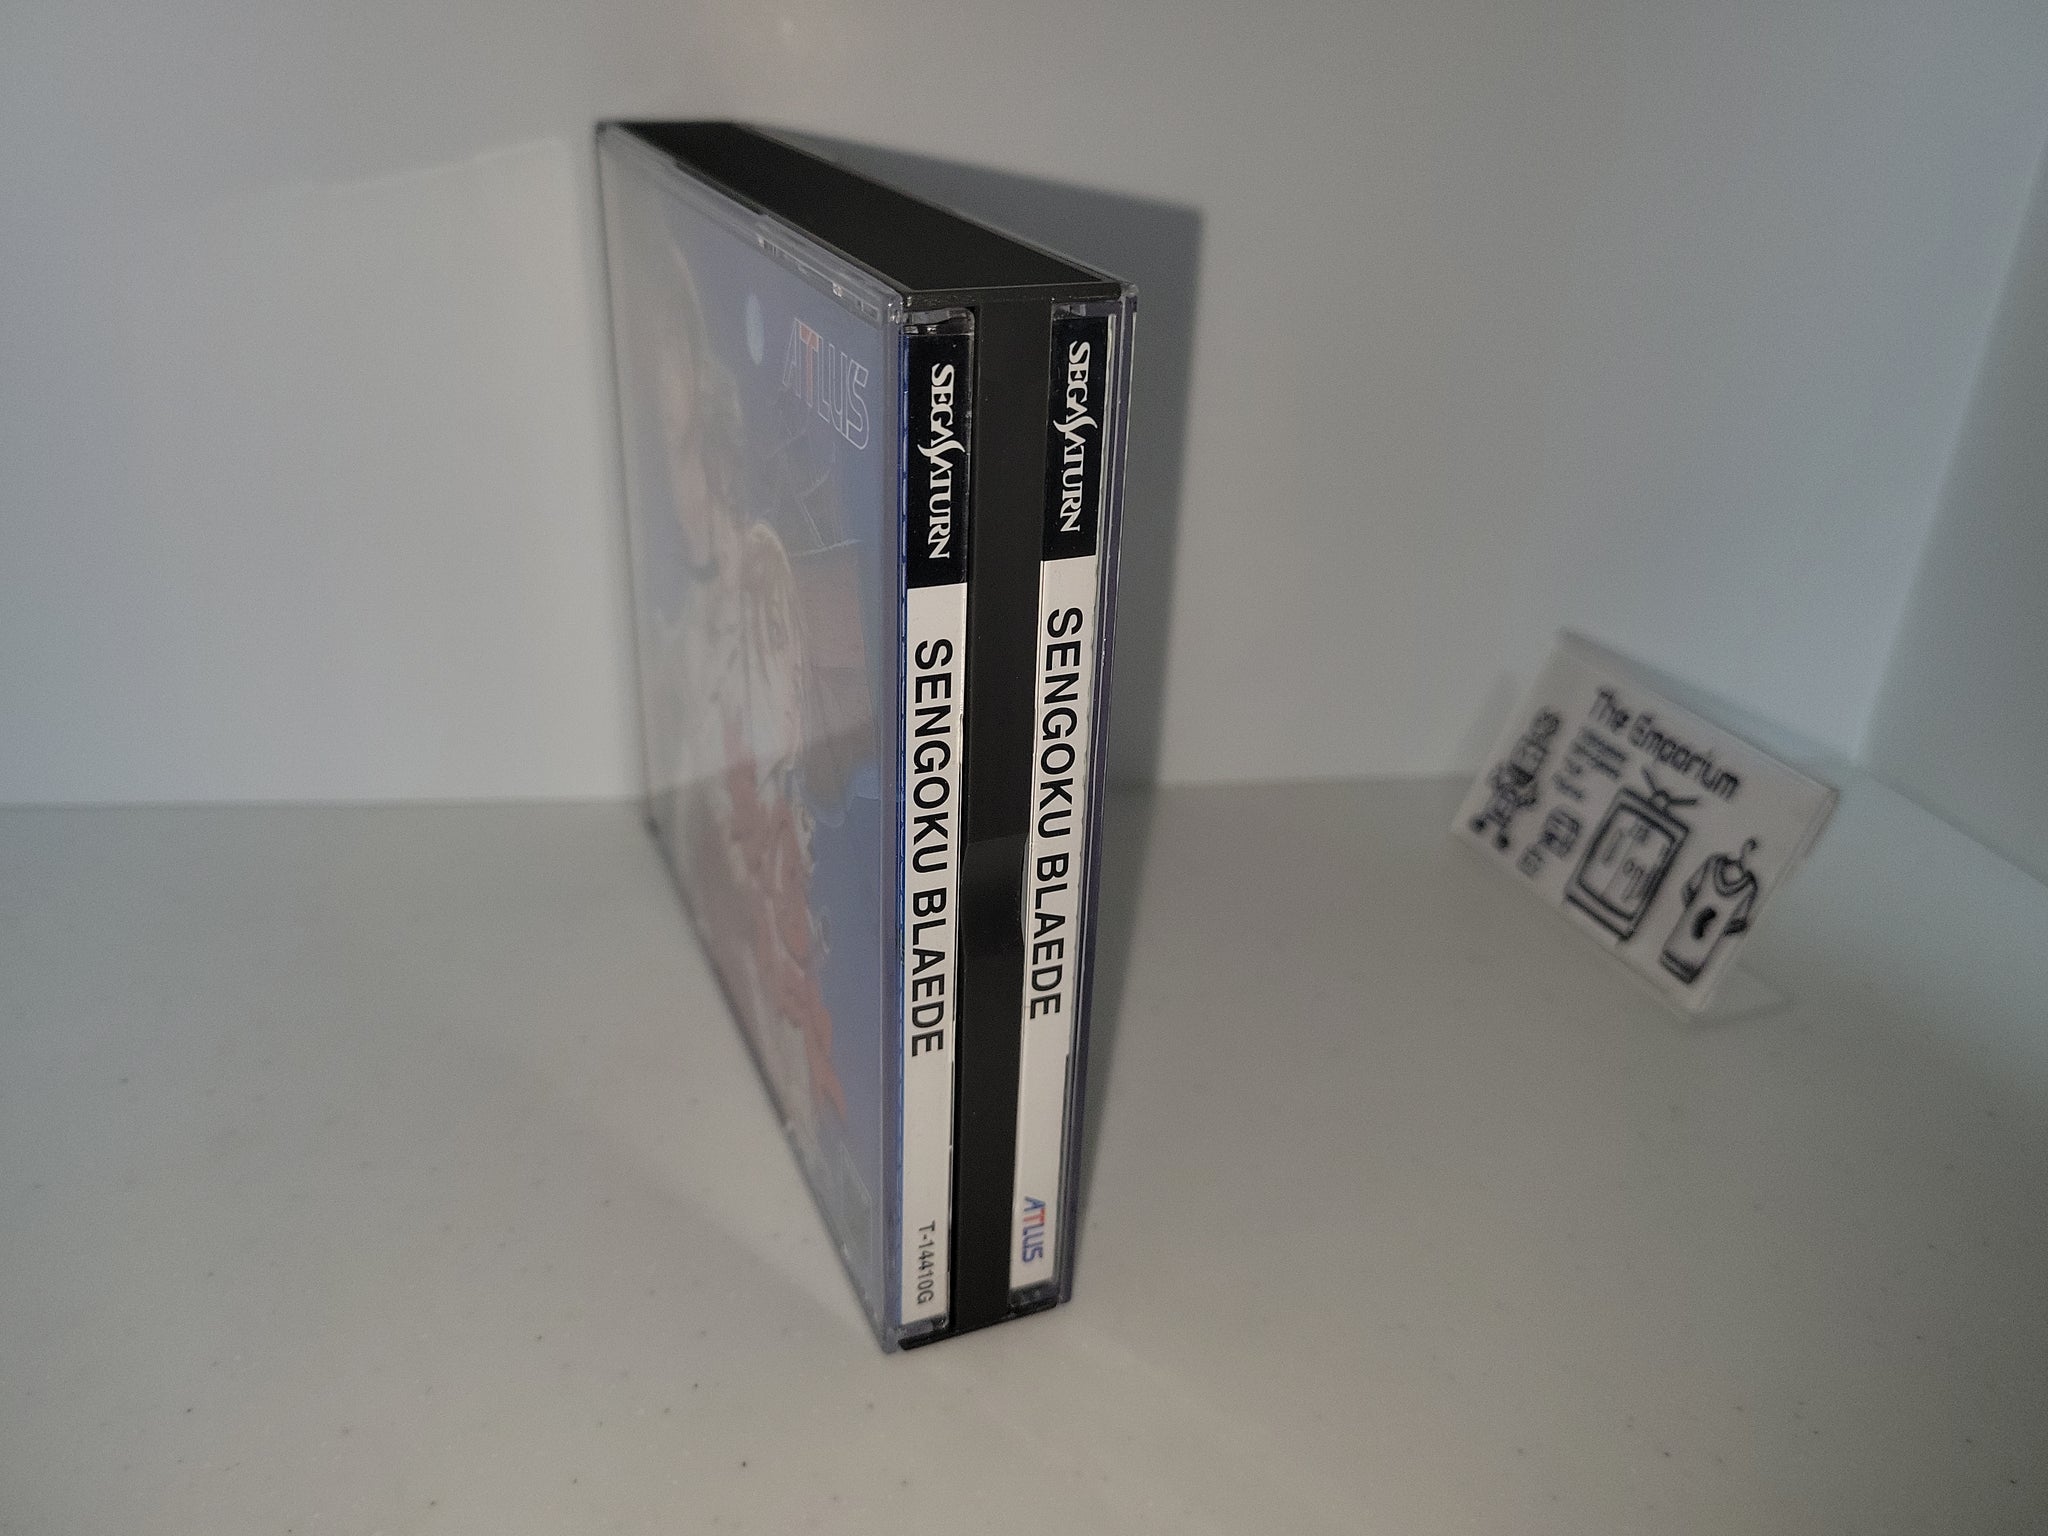 ATLUS
SEGA SATURN
SENGOKU BLAEDE
T-14410G
SEGA SATURN
SENGOKU BLAEDE
ATLUS
The Emporium